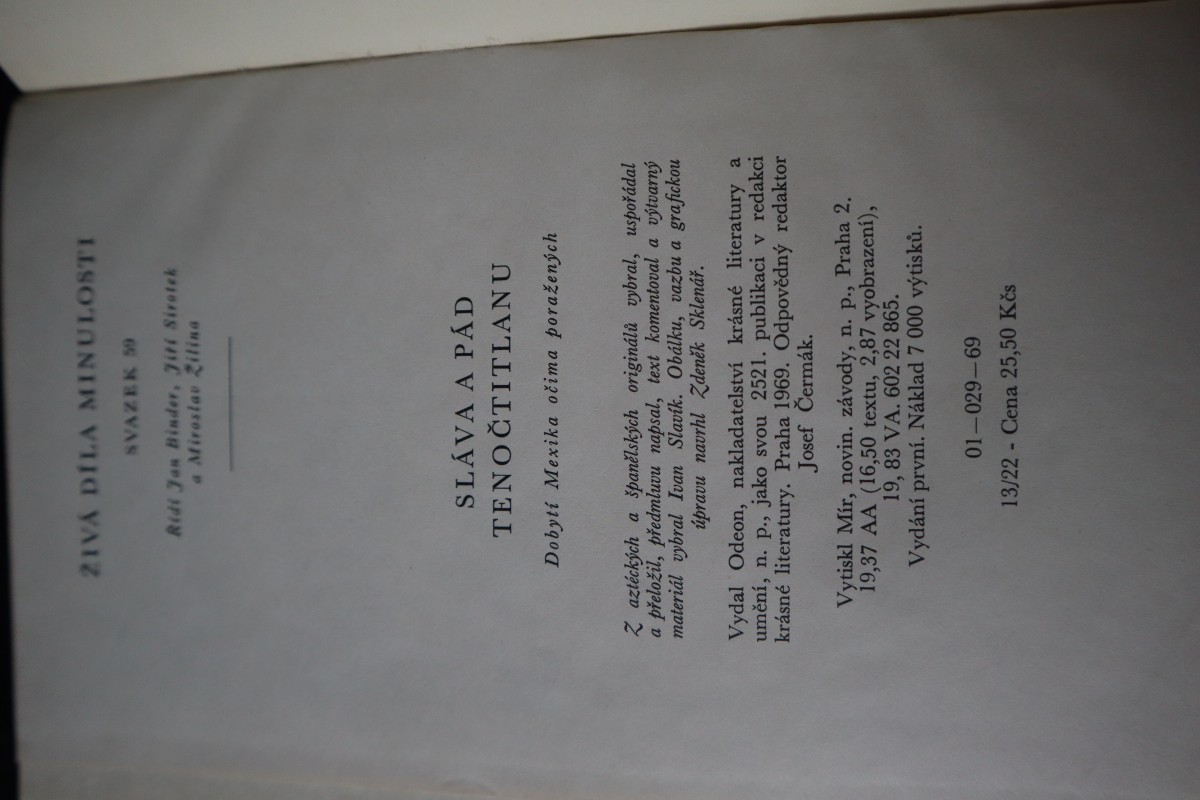 ŽIVÁ DÍLA MINULOSTI
SVAZEK 59
Řídí Jan Binder, Jiří Sirotek
a Miroslav Žilina
SLÁVA A PÁD
TENOČTITLANU
Dobytí Mexika očima poražených
Z aztéckých a španělských originálů vybral, uspořádal
a přeložil, předmluvu napsal, text komentoval a výtvarný
materiál vybral Ivan Slavík. Obálku, vazbu a grafickou
úpravu navrhl Zdeněk Sklenář.
Vydal Odeon, nakladatelství krásné literatury a
umění, n. p., jako svou 2521. publikaci v redakci
krásné literatury. Praha 1969. Odpovědný redaktor
Josef Čermák.
Vytiskl Mír, novin. závody, n. p., Praha 2.
19,37 AA (16,50 textu, 2,87 vyobrazení),
19, 83 VA. 602 22 865.
Vydání první. Náklad 7 000 výtisků.
01—029—69
13/22 - Cena 25,50 Kčs